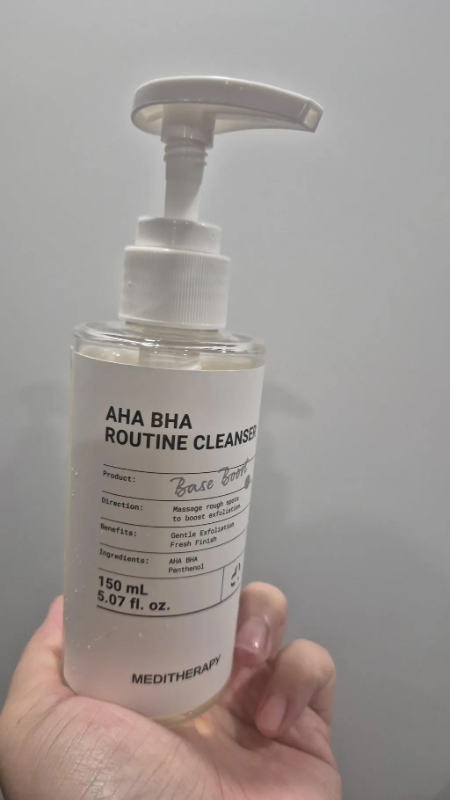 AHA BHA
ROUTINE CLEANSER
Product: Base Boost
Direction: Massage rough spots
to boost exfoliation
Benefits: Gentle Exfoliation
Fresh Finish
Ingredients: AHA BHA
Panthenol
150 mL
5.07 fl. oz.
MEDITHERAPY